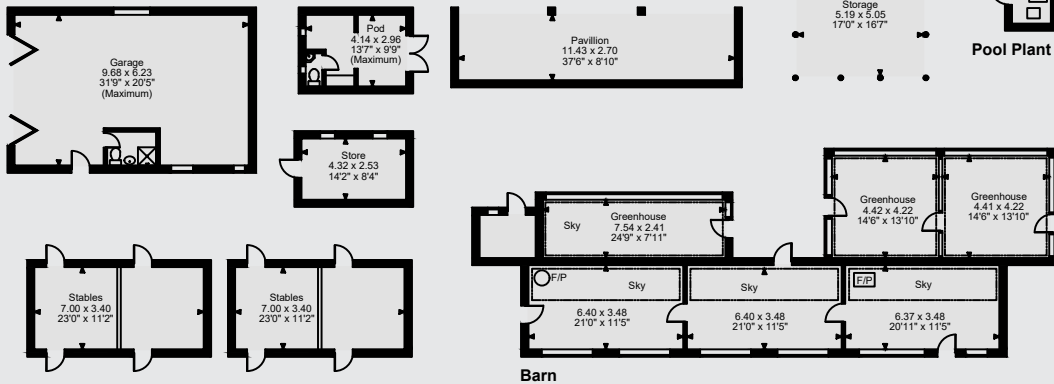 Garage
9.68 x 6.23
31'9" x 20'5"
(Maximum)
Pod
4.14 x 2.96
13'7" x 9'9"
(Maximum)
Pavillion
11.43 x 2.70
37'6" x 8'10"
Storage
5.19 x 5.05
17'0" x 16'7"
Pool Plant
Store
4.32 x 2.53
14'2" x 8'4"
Stables
7.00 x 3.40
23'0" x 11'2"
Stables
7.00 x 3.40
23'0" x 11'2"
Sky
Greenhouse
7.54 x 2.41
24'9" x 7'11"
Greenhouse
4.42 x 4.22
14'6" x 13'10"
Greenhouse
4.41 x 4.22
14'6" x 13'10"
F/P
Sky
6.40 x 3.48
21'0" x 11'5"
Sky
6.40 x 3.48
21'0" x 11'5"
F/P
Sky
6.37 x 3.48
20'11" x 11'5"
Barn